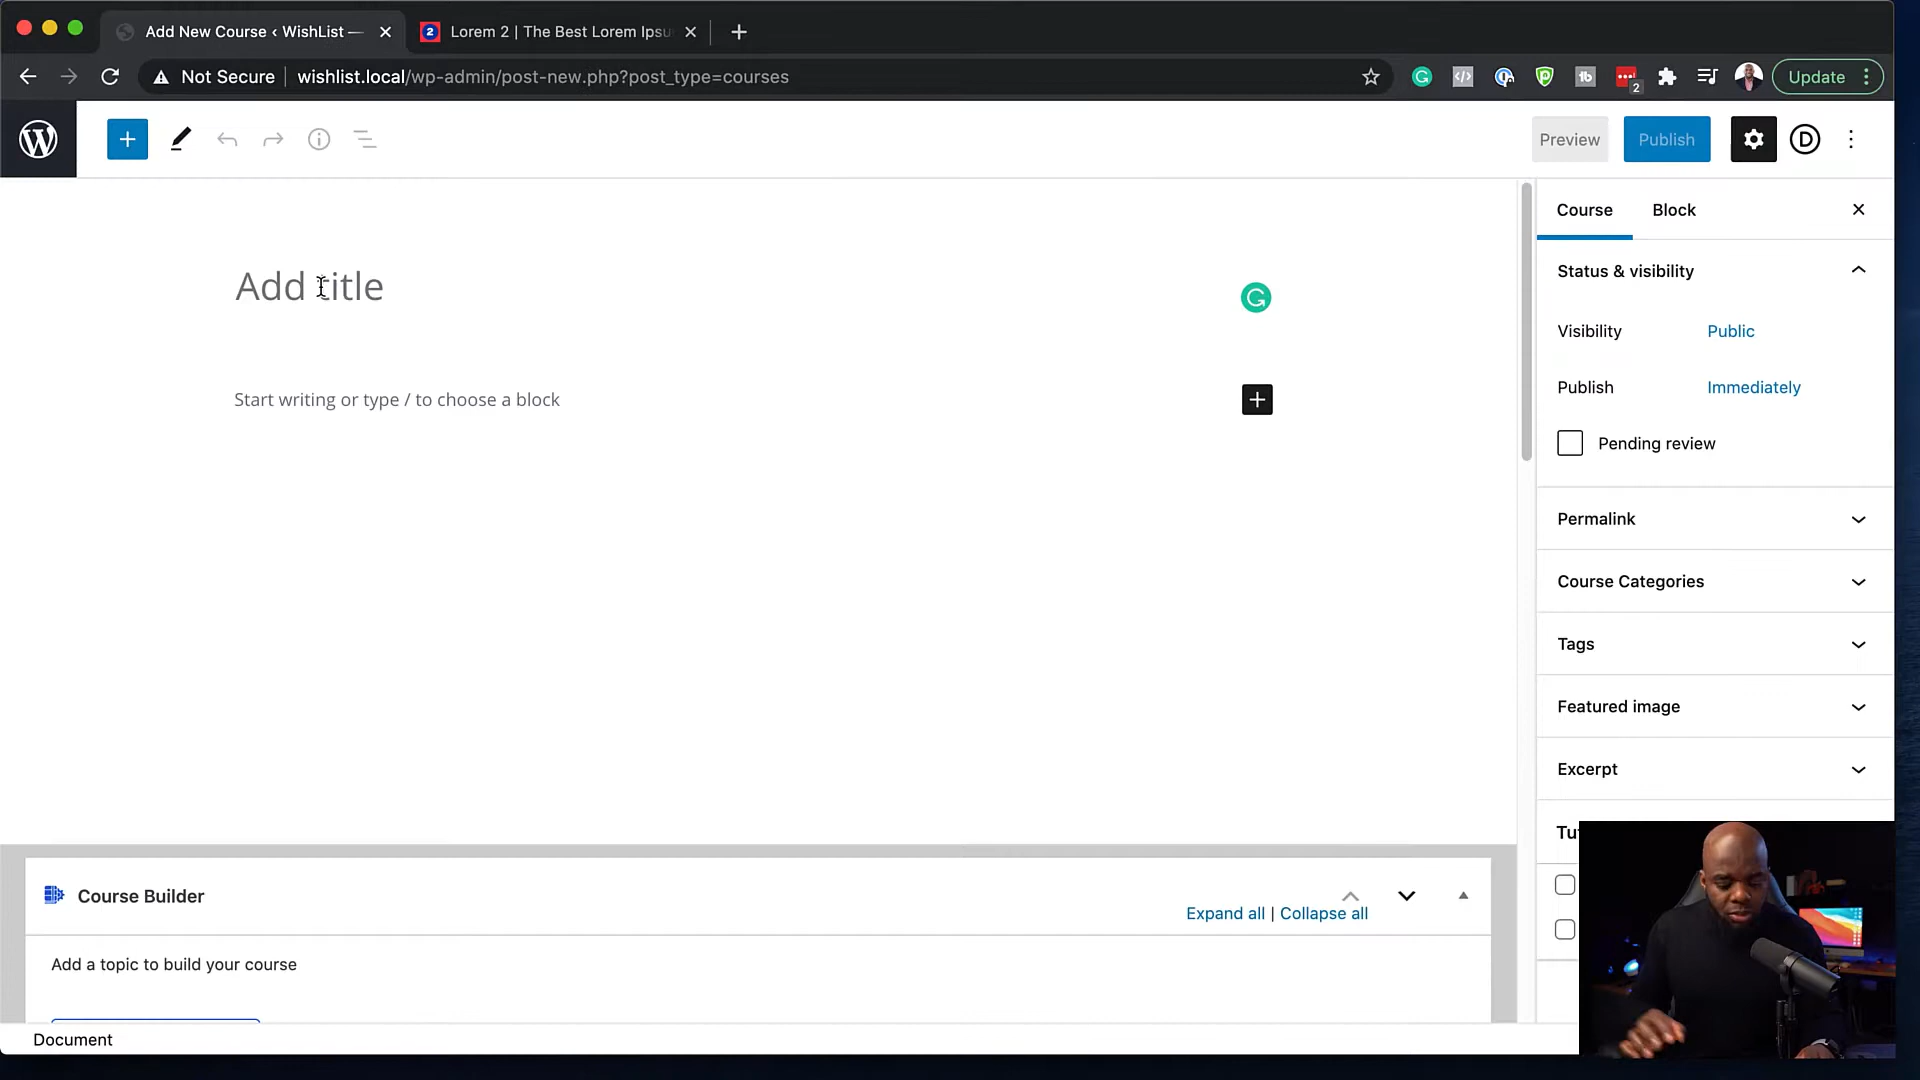 Add New Course ‹ WishList —
Lorem 2 | The Best Lorem Ipsu
Not Secure
wishlist.local/wp-admin/post-new.php?post_type=courses
2
Update
Preview
Publish
Course
Block
Status & visibility
Add title
Visibility
Public
Publish
Immediately
Start writing or type / to choose a block
Pending review
Permalink
Course Categories
Tags
Featured image
Excerpt
Course Builder
Expand all | Collapse all
Add a topic to build your course
Document